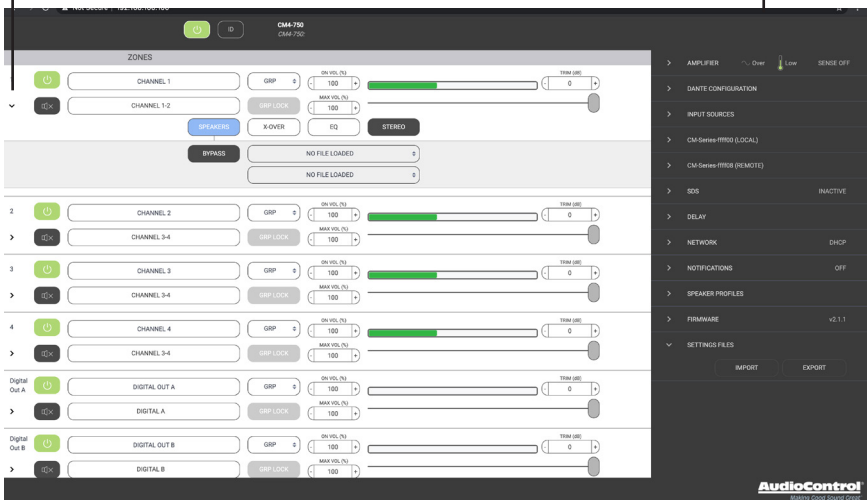 Not Secure | 192.168.100.100
ID
CM4-750
CM4-750
ZONES
CHANNEL 1 GRP ON VOL (%) - 100 + TRIM (dB) - 0 +
CHANNEL 1-2 GRP LOCK MAX VOL (%) - 100 +
SPEAKERS X-OVER EQ STEREO
BYPASS NO FILE LOADED
NO FILE LOADED
2 CHANNEL 2 GRP ON VOL (%) - 100 + TRIM (dB) - 0 +
CHANNEL 3-4 GRP LOCK MAX VOL (%) - 100 +
3 CHANNEL 3 GRP ON VOL (%) - 100 + TRIM (dB) - 0 +
CHANNEL 3-4 GRP LOCK MAX VOL (%) - 100 +
4 CHANNEL 4 GRP ON VOL (%) - 100 + TRIM (dB) - 0 +
CHANNEL 3-4 GRP LOCK MAX VOL (%) - 100 +
Digital Out A DIGITAL OUT A GRP ON VOL (%) - 100 + TRIM (dB) - 0 +
DIGITAL A GRP LOCK MAX VOL (%) - 100 +
Digital Out B DIGITAL OUT B GRP ON VOL (%) - 100 + TRIM (dB) - 0 +
DIGITAL B GRP LOCK MAX VOL (%) - 100 +
AMPLIFIER Over Low SENSE OFF
DANTE CONFIGURATION
INPUT SOURCES
CM-Series-ffff00 (LOCAL)
CM-Series-ffff08 (REMOTE)
SDS INACTIVE
DELAY
NETWORK DHCP
NOTIFICATIONS OFF
SPEAKER PROFILES
FIRMWARE v2.1.1
SETTINGS FILES
IMPORT EXPORT
AudioControl
Making Good Sound Great